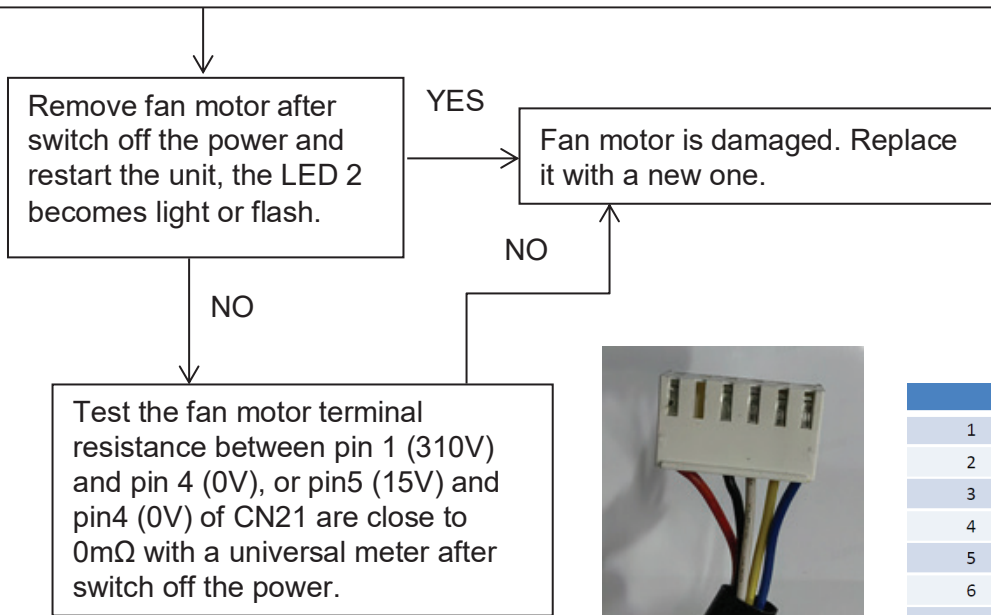 Remove fan motor after
switch off the power and
restart the unit, the LED 2
becomes light or flash.
YES
Fan motor is damaged. Replace
it with a new one.
NO
NO
Test the fan motor terminal
resistance between pin 1 (310V)
and pin 4 (0V), or pin5 (15V) and
pin4 (0V) of CN21 are close to
0mΩ with a universal meter after
switch off the power.
1
2
3
4
5
6